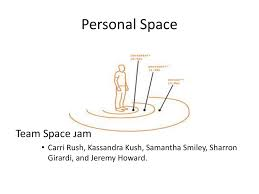 Personal Space
Team Space Jam
• Carri Rush, Kassandra Kush, Samantha Smiley, Sharron
Girardi, and Jeremy Howard.